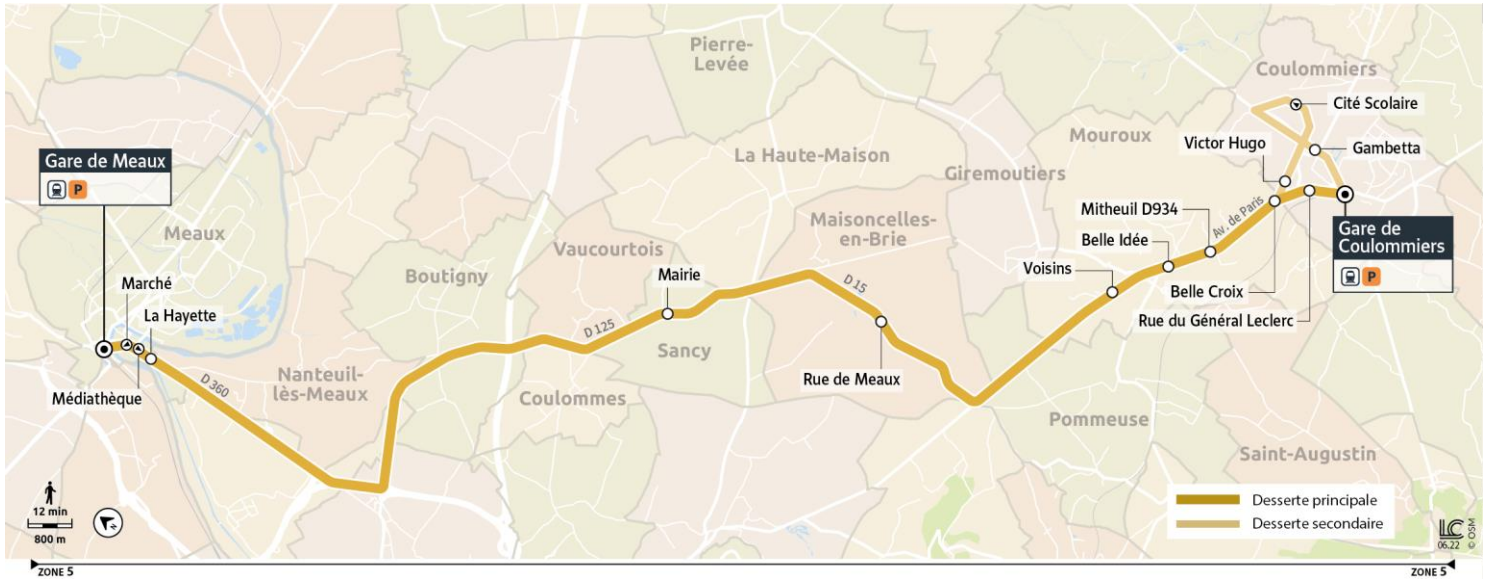 Pierre-
Levée
Coulommiers
Cité Scolaire
Mouroux
Victor Hugo
Gambetta
Gare de Meaux
P
La Haute-Maison
Giremoutiers
Meaux
Maisoncelles-
en-Brie
Mitheuil D934
Av. de Paris
Gare de
Coulommiers
P
Vaucourtois
Belle Idée
Boutigny
Mairie
Voisins
Marché
D 15
Belle Croix
La Hayette
D 125
Rue du Général Leclerc
Sancy
Nanteuil-
lès-Meaux
D 360
Rue de Meaux
Médiathèque
Coulommes
Pommeuse
Saint-Augustin
12 min
800 m
N
Desserte principale
Desserte secondaire
LC
06.22
© OSM
ZONE 5
ZONE 5